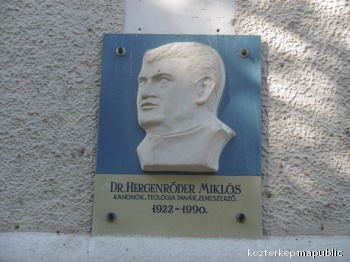 Dr. Hergenröder Miklós
kanonok, teológia tanár, zeneszerző
1922-1990.
kozterkep.mapublic